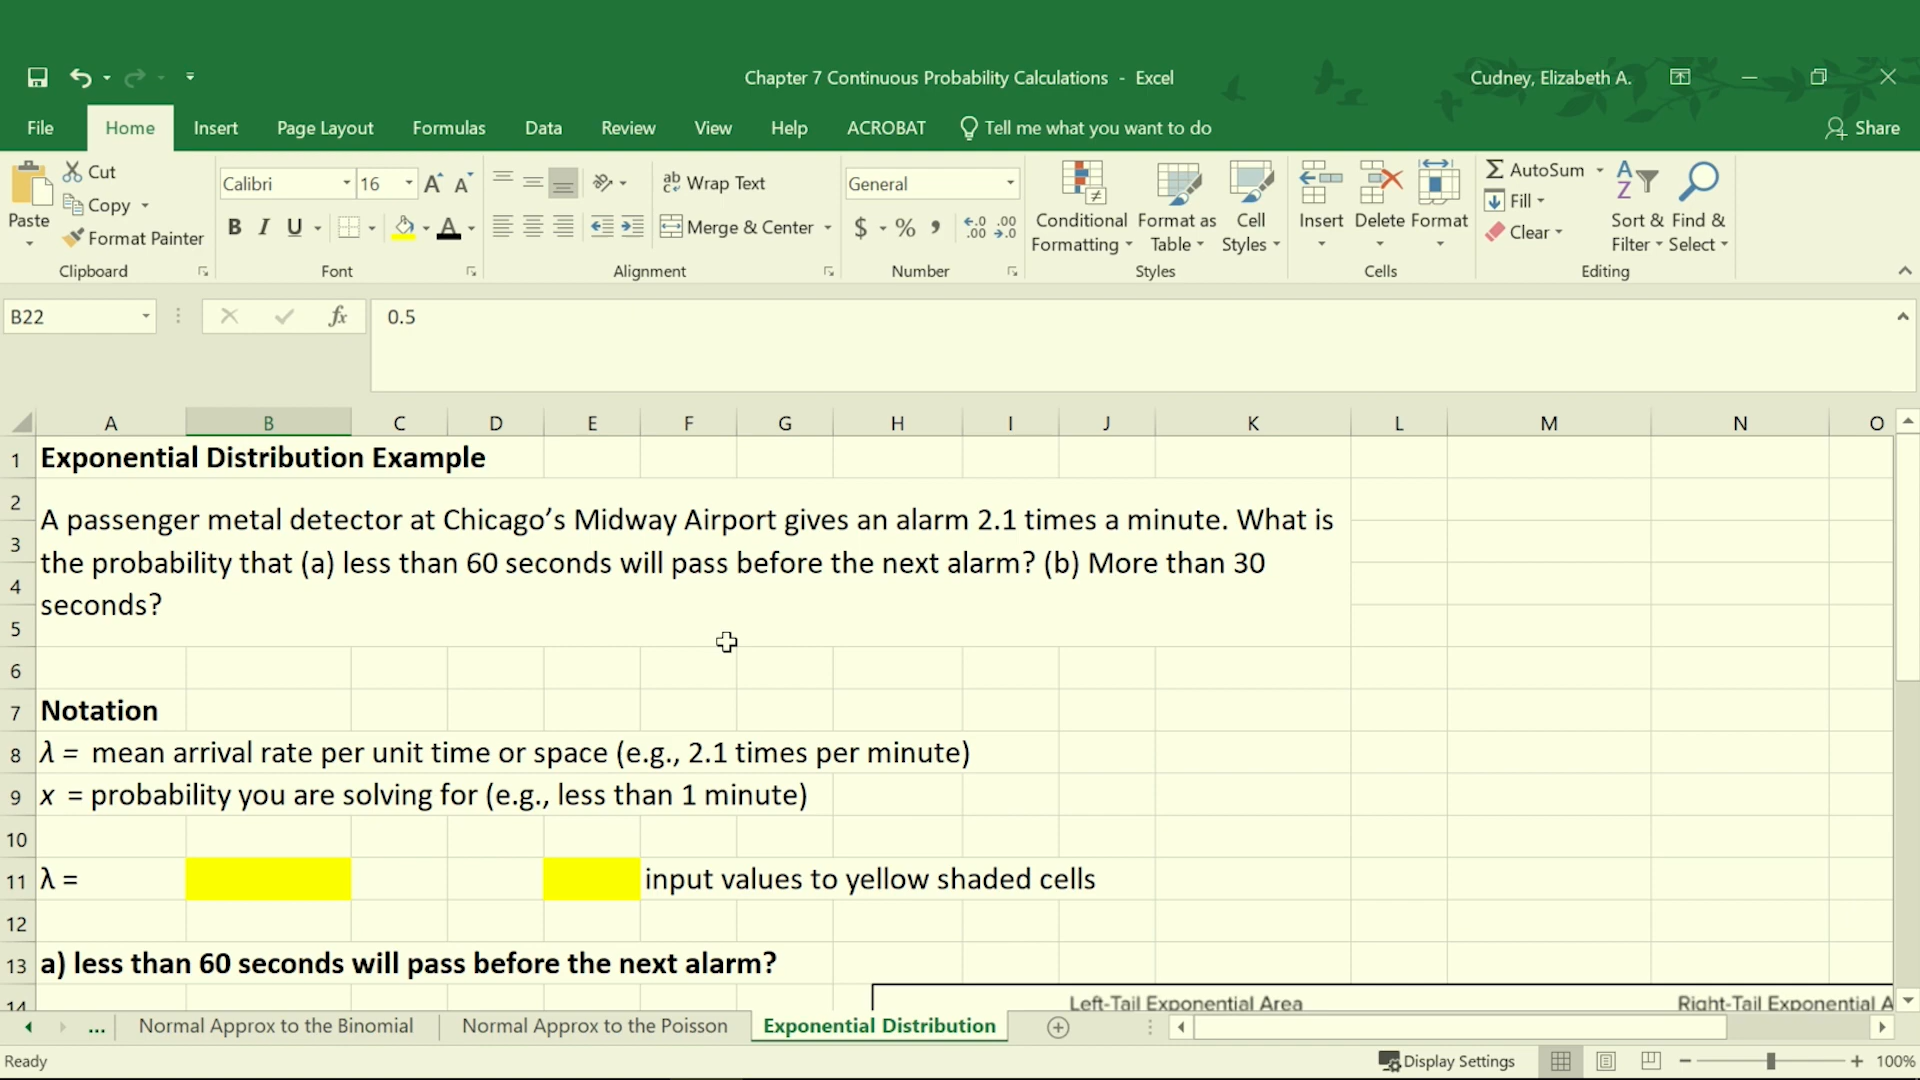 Chapter 7 Continuous Probability Calculations - Excel
Cudney, Elizabeth A.
File Home Insert Page Layout Formulas Data Review View Help ACROBAT Tell me what you want to do Share
Paste
Cut
Copy
Format Painter
Clipboard
Calibri 16
B I U
Font
Wrap Text
Merge & Center
Alignment
General
$ % ,
Number
Conditional Formatting
Format as Table
Cell Styles
Styles
Insert Delete Format
Cells
AutoSum
Fill
Clear
Sort & Filter
Find & Select
Editing
B22 fx 0.5
A B C D E F G H I J K L M N O
1 Exponential Distribution Example
2 A passenger metal detector at Chicago’s Midway Airport gives an alarm 2.1 times a minute. What is
3 the probability that (a) less than 60 seconds will pass before the next alarm? (b) More than 30
4 seconds?
5
6
7 Notation
8 λ = mean arrival rate per unit time or space (e.g., 2.1 times per minute)
9 x = probability you are solving for (e.g., less than 1 minute)
10
11 λ = input values to yellow shaded cells
12
13 a) less than 60 seconds will pass before the next alarm?
14 Left-Tail Exponential Area Right-Tail Exponential A
... Normal Approx to the Binomial Normal Approx to the Poisson Exponential Distribution
Ready Display Settings 100%